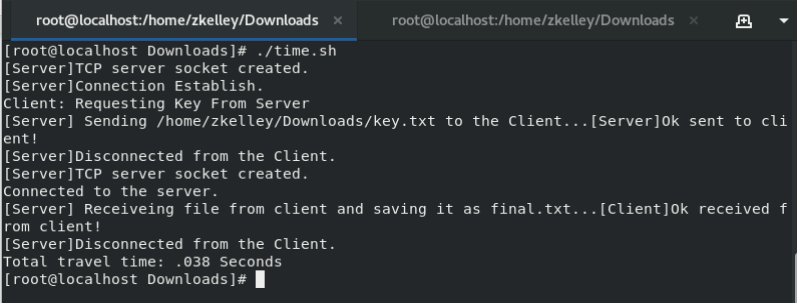 root@localhost:/home/zkelley/Downloads × root@localhost:/home/zkelley/Downloads ×
[root@localhost Downloads]# ./time.sh
[Server]TCP server socket created.
[Server]Connection Establish.
Client: Requesting Key From Server
[Server] Sending /home/zkelley/Downloads/key.txt to the Client...[Server]Ok sent to cli
ent!
[Server]Disconnected from the Client.
[Server]TCP server socket created.
Connected to the server.
[Server] Receiveing file from client and saving it as final.txt...[Client]Ok received f
rom client!
[Server]Disconnected from the Client.
Total travel time: .038 Seconds
[root@localhost Downloads]#